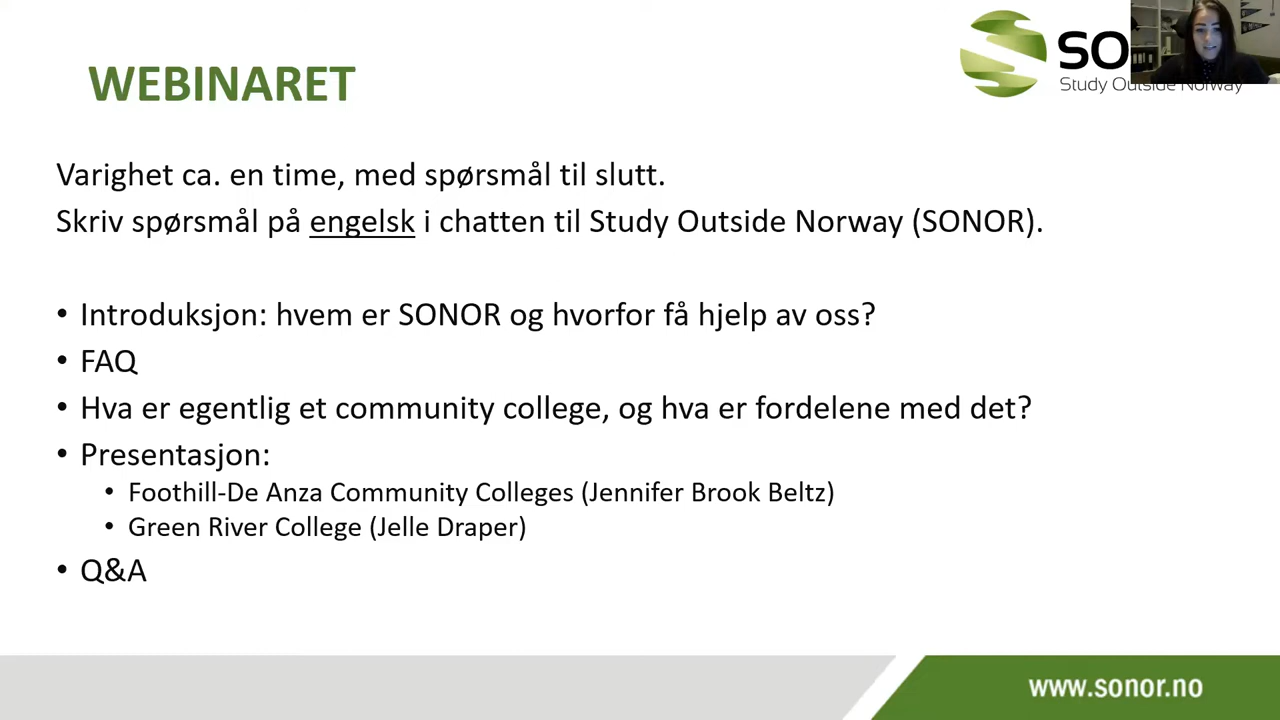 WEBINARET
SO
Study Outside Norway
Varighet ca. en time, med spørsmål til slutt.
Skriv spørsmål på engelsk i chatten til Study Outside Norway (SONOR).
• Introduksjon: hvem er SONOR og hvorfor få hjelp av oss?
• FAQ
• Hva er egentlig et community college, og hva er fordelene med det?
• Presentasjon:
• Foothill-De Anza Community Colleges (Jennifer Brook Beltz)
• Green River College (Jelle Draper)
• Q&A
www.sonor.no